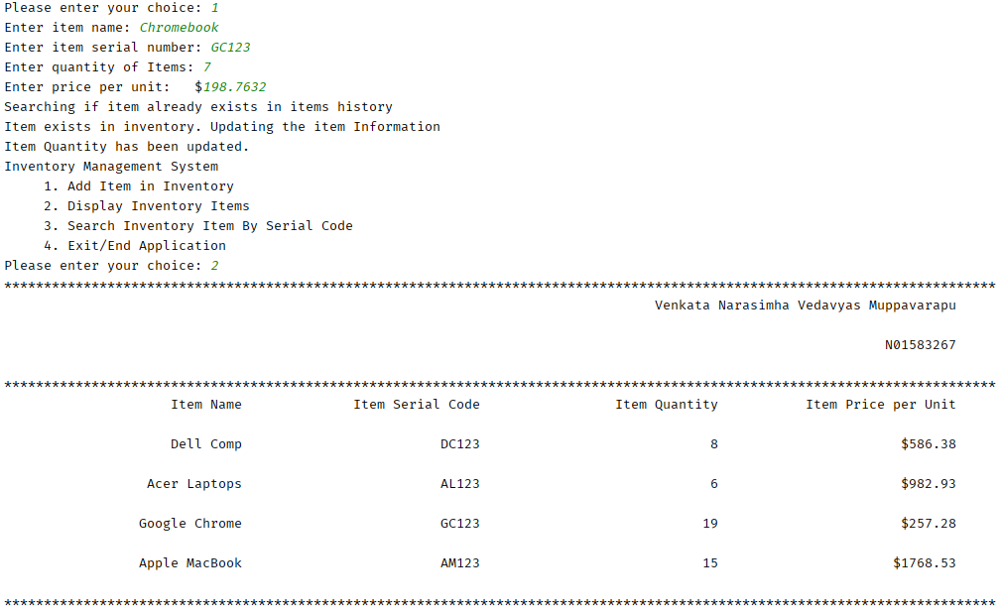 Please enter your choice: 1
Enter item name: Chromebook
Enter item serial number: GC123
Enter quantity of Items: 7
Enter price per unit:   $198.7632
Searching if item already exists in items history
Item exists in inventory. Updating the item Information
Item Quantity has been updated.
Inventory Management System
     1. Add Item in Inventory
     2. Display Inventory Items
     3. Search Inventory Item By Serial Code
     4. Exit/End Application
Please enter your choice: 2
*****************************************************************************************************************************
Venkata Narasimha Vedavyas Muppavarapu
N01583267
*****************************************************************************************************************************
Item Name Item Serial Code Item Quantity Item Price per Unit
Dell Comp DC123 8 $586.38
Acer Laptops AL123 6 $982.93
Google Chrome GC123 19 $257.28
Apple MacBook AM123 15 $1768.53
*****************************************************************************************************************************